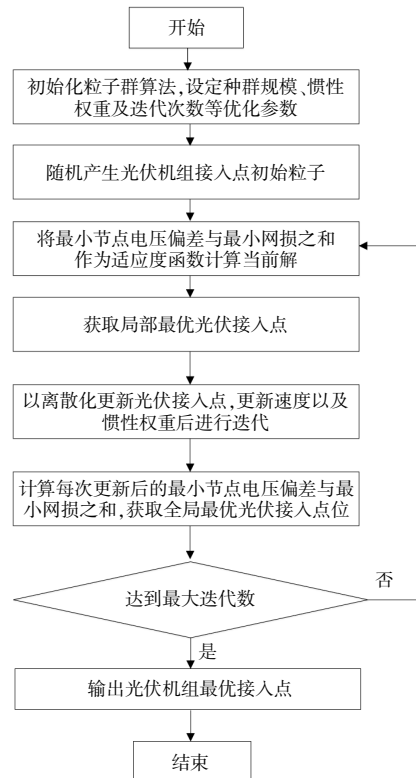 开始
初始化粒子群算法,设定种群规模、惯性
权重及迭代次数等优化参数
随机产生光伏机组接入点初始粒子
将最小节点电压偏差与最小网损之和
作为适应度函数计算当前解
获取局部最优光伏接入点
以离散化更新光伏接入点,更新速度以及
惯性权重后进行迭代
计算每次更新后的最小节点电压偏差与最
小网损之和,获取全局最优光伏接入点位
达到最大迭代数
否
是
输出光伏机组最优接入点
结束